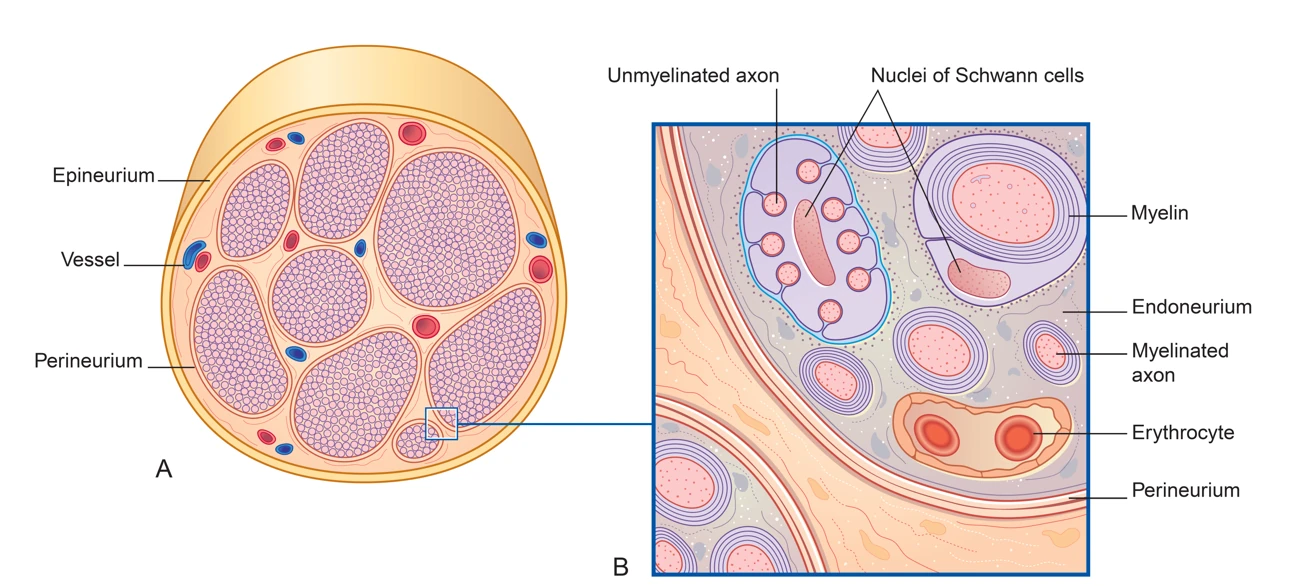 Unmyelinated axon
Nuclei of Schwann cells
Epineurium
Vessel
Perineurium
A
Myelin
Endoneurium
Myelinated
axon
Erythrocyte
Perineurium
B